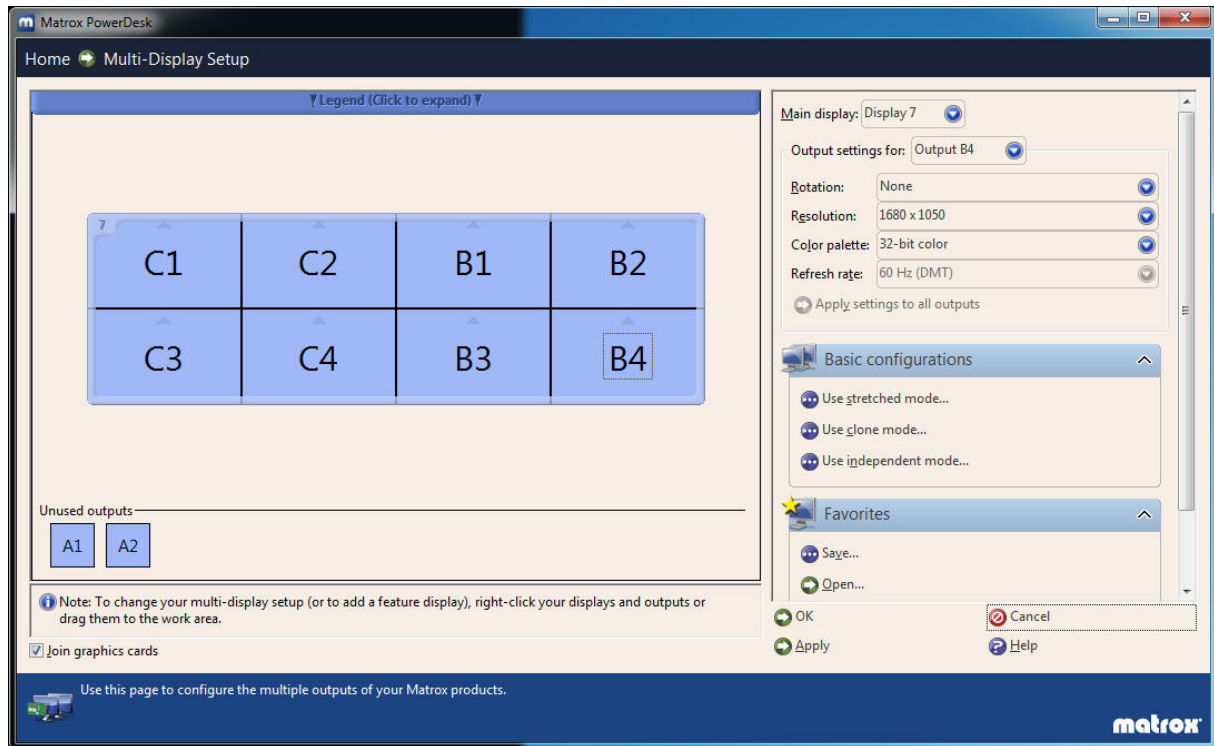 Matrox PowerDesk
Home Multi-Display Setup
Legend (Click to expand)
7
C1 C2 B1 B2
C3 C4 B3 B4
Unused outputs
A1 A2
Note: To change your multi-display setup (or to add a feature display), right-click your displays and outputs or
drag them to the work area.
Join graphics cards
Main display: Display 7
Output settings for: Output B4
Rotation: None
Resolution: 1680 x 1050
Color palette: 32-bit color
Refresh rate: 60 Hz (DMT)
Apply settings to all outputs
Basic configurations
Use stretched mode...
Use clone mode...
Use independent mode...
Favorites
Save...
Open...
OK Cancel
Apply Help
Use this page to configure the multiple outputs of your Matrox products.
matrox